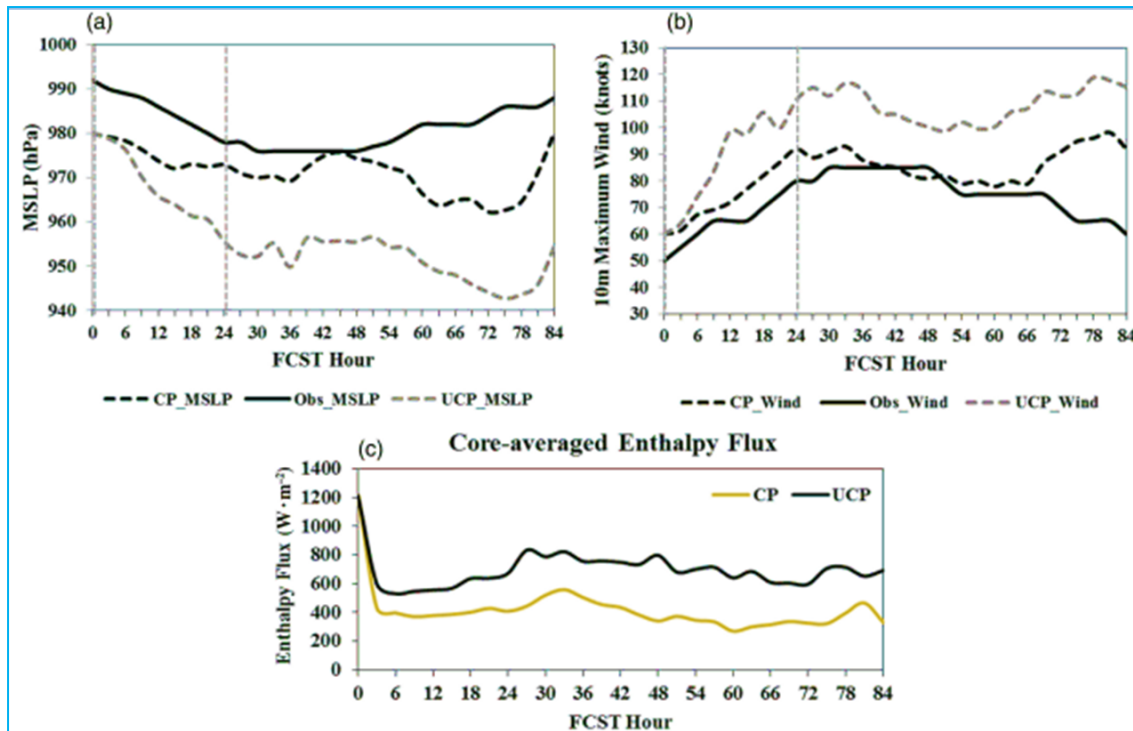 (a)
MSLP (hPa)
1000
990
980
970
960
950
940
0 6 12 18 24 30 36 42 48 54 60 66 72 78 84
FCST Hour
CP_MSLP Obs_MSLP UCP_MSLP
(b)
10m Maximum Wind (knots)
130
120
110
100
90
80
70
60
50
40
30
0 6 12 18 24 30 36 42 48 54 60 66 72 78 84
FCST Hour
CP_Wind Obs_Wind UCP_Wind
(c)
Core-averaged Enthalpy Flux
Enthalpy Flux (W·m⁻²)
1400
1200
1000
800
600
400
200
0
CP UCP
0 6 12 18 24 30 36 42 48 54 60 66 72 78 84
FCST Hour